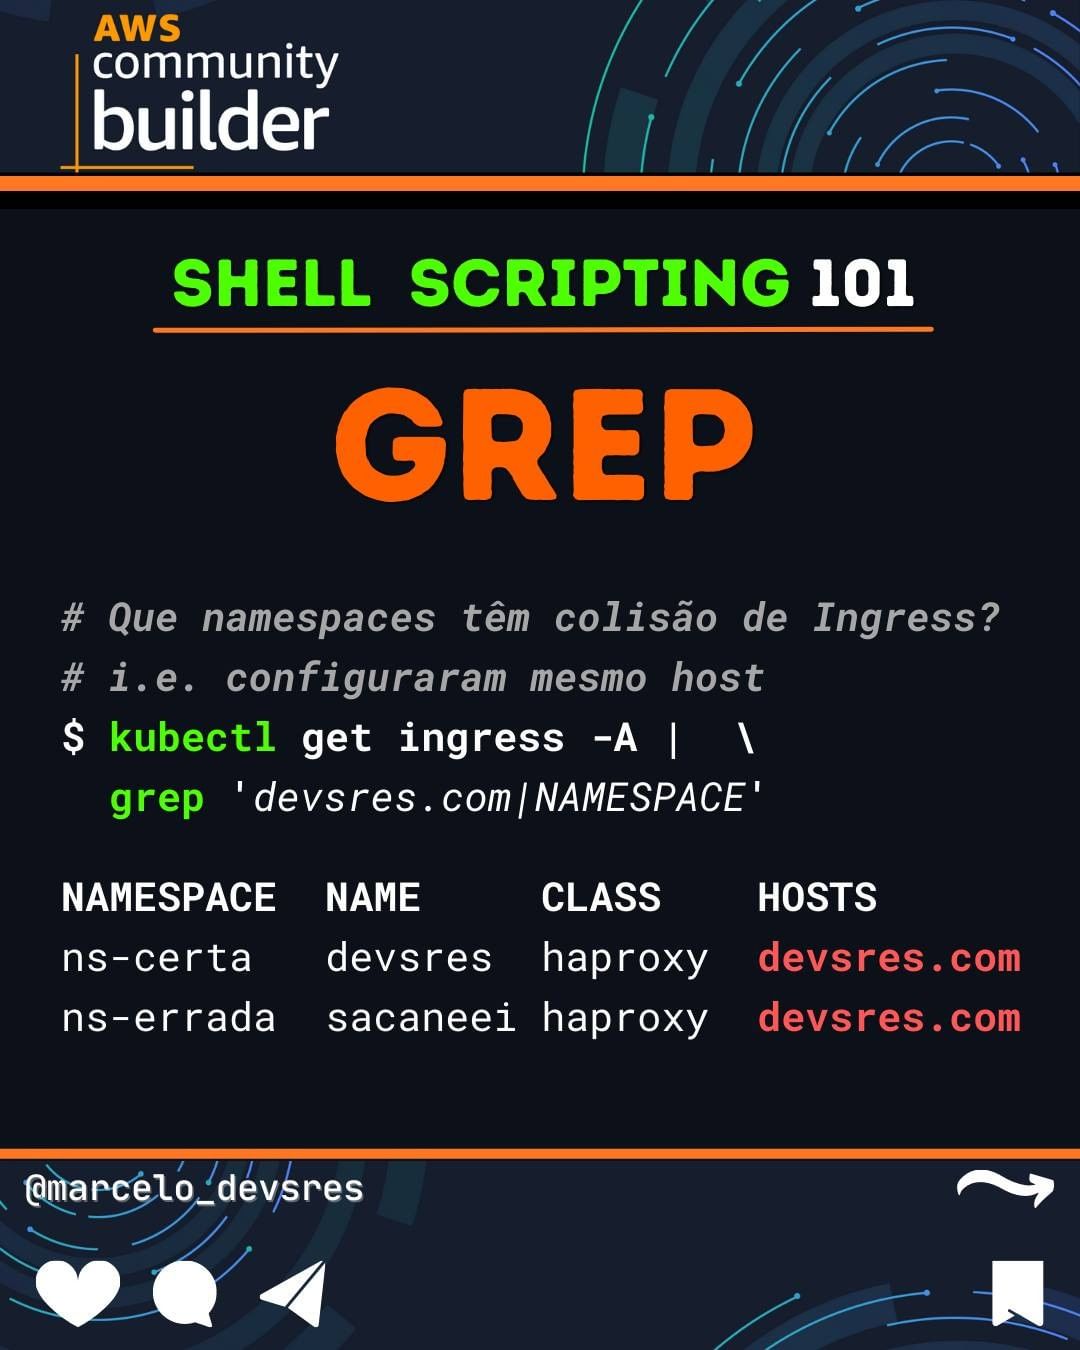 AWS
community
builder
SHELL SCRIPTING 101
GREP
# Que namespaces têm colisão de Ingress?
# i.e. configuraram mesmo host
$ kubectl get ingress -A | \
grep 'devsres.com|NAMESPACE'
NAMESPACE NAME CLASS HOSTS
ns-certa devsres haproxy devsres.com
ns-errada sacaneei haproxy devsres.com
@marcelo_devsres